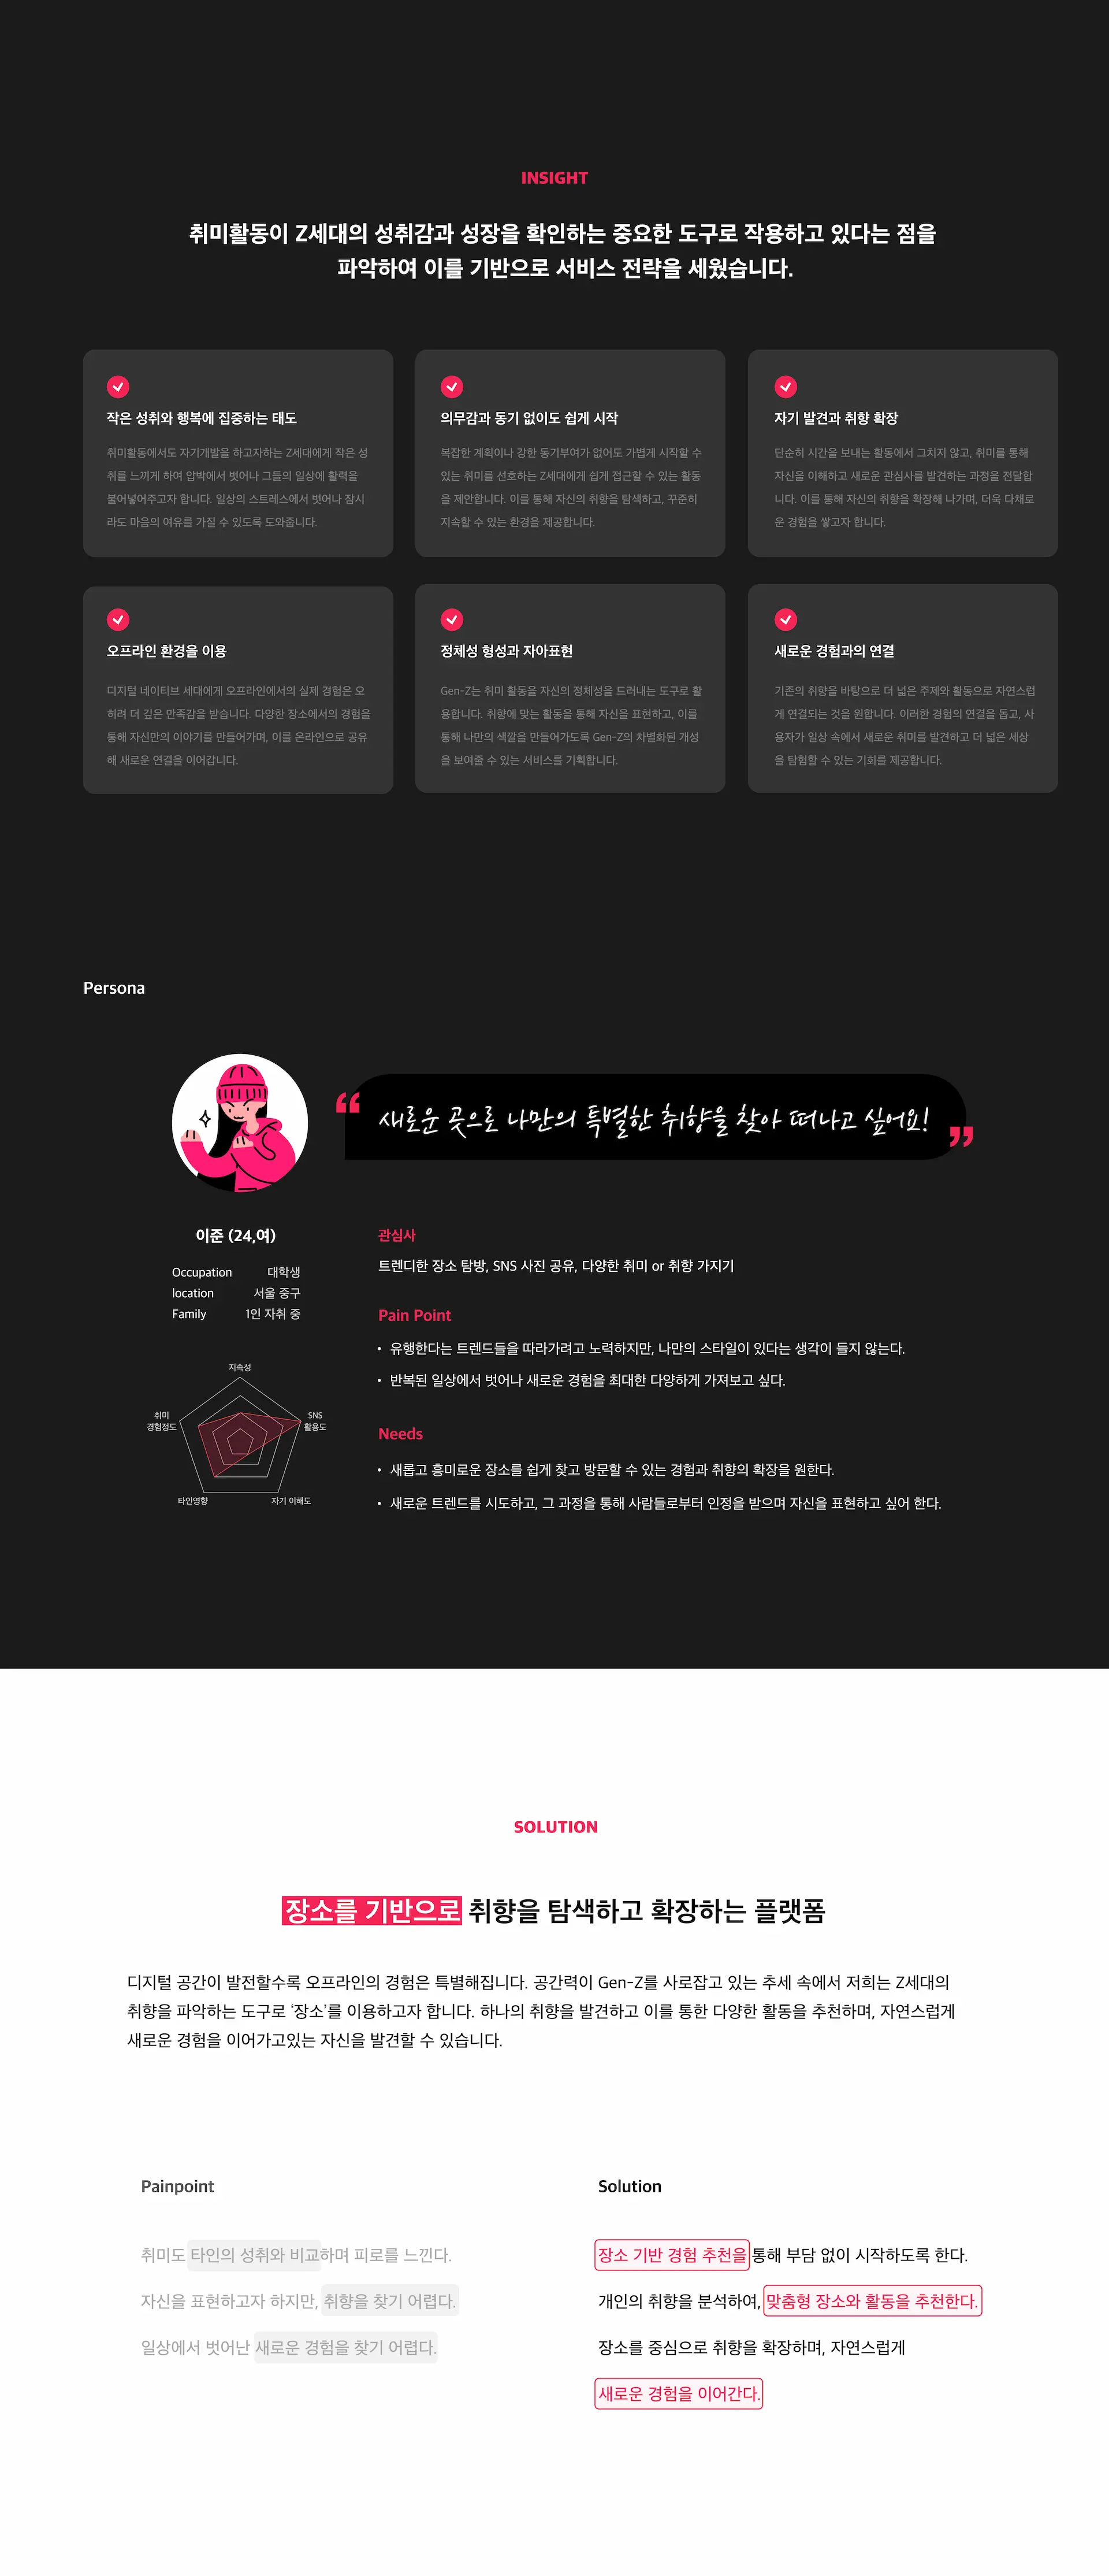 INSIGHT
취미활동이 Z세대의 성취감과 성장을 확인하는 중요한 도구로 작용하고 있다는 점을
파악하여 이를 기반으로 서비스 전략을 세웠습니다.
작은 성취와 행복에 집중하는 태도
취미활동에서도 자기개발을 하고자하는 Z세대에게 작은 성
취를 느끼게 하여 압박에서 벗어나 그들의 일상에 활력을
불어넣어주고자 합니다. 일상의 스트레스에서 벗어나 잠시
라도 마음의 여유를 가질 수 있도록 도와줍니다.
의무감과 동기 없이도 쉽게 시작
복잡한 계획이나 강한 동기부여가 없어도 가볍게 시작할 수
있는 취미를 선호하는 Z세대에게 쉽게 접근할 수 있는 활동
을 제안합니다. 이를 통해 자신의 취향을 탐색하고, 꾸준히
지속할 수 있는 환경을 제공합니다.
자기 발견과 취향 확장
단순히 시간을 보내는 활동에서 그치지 않고, 취미를 통해
자신을 이해하고 새로운 관심사를 발견하는 과정을 전달합
니다. 이를 통해 자신의 취향을 확장해 나가며, 더욱 다채로
운 경험을 쌓고자 합니다.
오프라인 환경을 이용
디지털 네이티브 세대에게 오프라인에서의 실제 경험은 오
히려 더 깊은 만족감을 받습니다. 다양한 장소에서의 경험을
통해 자신만의 이야기를 만들어가며, 이를 온라인으로 공유
해 새로운 연결을 이어갑니다.
정체성 형성과 자아표현
Gen-Z는 취미 활동을 자신의 정체성을 드러내는 도구로 활
용합니다. 취향에 맞는 활동을 통해 자신을 표현하고, 이를
통해 나만의 색깔을 만들어가도록 Gen-Z의 차별화된 개성
을 보여줄 수 있는 서비스를 기획합니다.
새로운 경험과의 연결
기존의 취향을 바탕으로 더 넓은 주제와 활동으로 자연스럽
게 연결되는 것을 원합니다. 이러한 경험의 연결을 돕고, 사
용자가 일상 속에서 새로운 취미를 발견하고 더 넓은 세상
을 탐험할 수 있는 기회를 제공합니다.
Persona
“ 새로운 곳으로 나만의 특별한 취향을 찾아 떠나고 싶어요! ”
이준 (24,여)
Occupation 대학생
location 서울 중구
Family 1인 자취 중
지속성
취미
경험정도
SNS
활용도
타인영향
자기 이해도
관심사
트렌디한 장소 탐방, SNS 사진 공유, 다양한 취미 or 취향 가지기
Pain Point
• 유행한다는 트렌드들을 따라가려고 노력하지만, 나만의 스타일이 있다는 생각이 들지 않는다.
• 반복된 일상에서 벗어나 새로운 경험을 최대한 다양하게 가져보고 싶다.
Needs
• 새롭고 흥미로운 장소를 쉽게 찾고 방문할 수 있는 경험과 취향의 확장을 원한다.
• 새로운 트렌드를 시도하고, 그 과정을 통해 사람들로부터 인정을 받으며 자신을 표현하고 싶어 한다.
SOLUTION
장소를 기반으로 취향을 탐색하고 확장하는 플랫폼
디지털 공간이 발전할수록 오프라인의 경험은 특별해집니다. 공간력이 Gen-Z를 사로잡고 있는 추세 속에서 저희는 Z세대의
취향을 파악하는 도구로 ‘장소’를 이용하고자 합니다. 하나의 취향을 발견하고 이를 통한 다양한 활동을 추천하며, 자연스럽게
새로운 경험을 이어가고있는 자신을 발견할 수 있습니다.
Painpoint
취미도 타인의 성취와 비교하며 피로를 느낀다.
자신을 표현하고자 하지만, 취향을 찾기 어렵다.
일상에서 벗어난 새로운 경험을 찾기 어렵다.
Solution
장소 기반 경험 추천을 통해 부담 없이 시작하도록 한다.
개인의 취향을 분석하여, 맞춤형 장소와 활동을 추천한다.
장소를 중심으로 취향을 확장하며, 자연스럽게
새로운 경험을 이어간다.